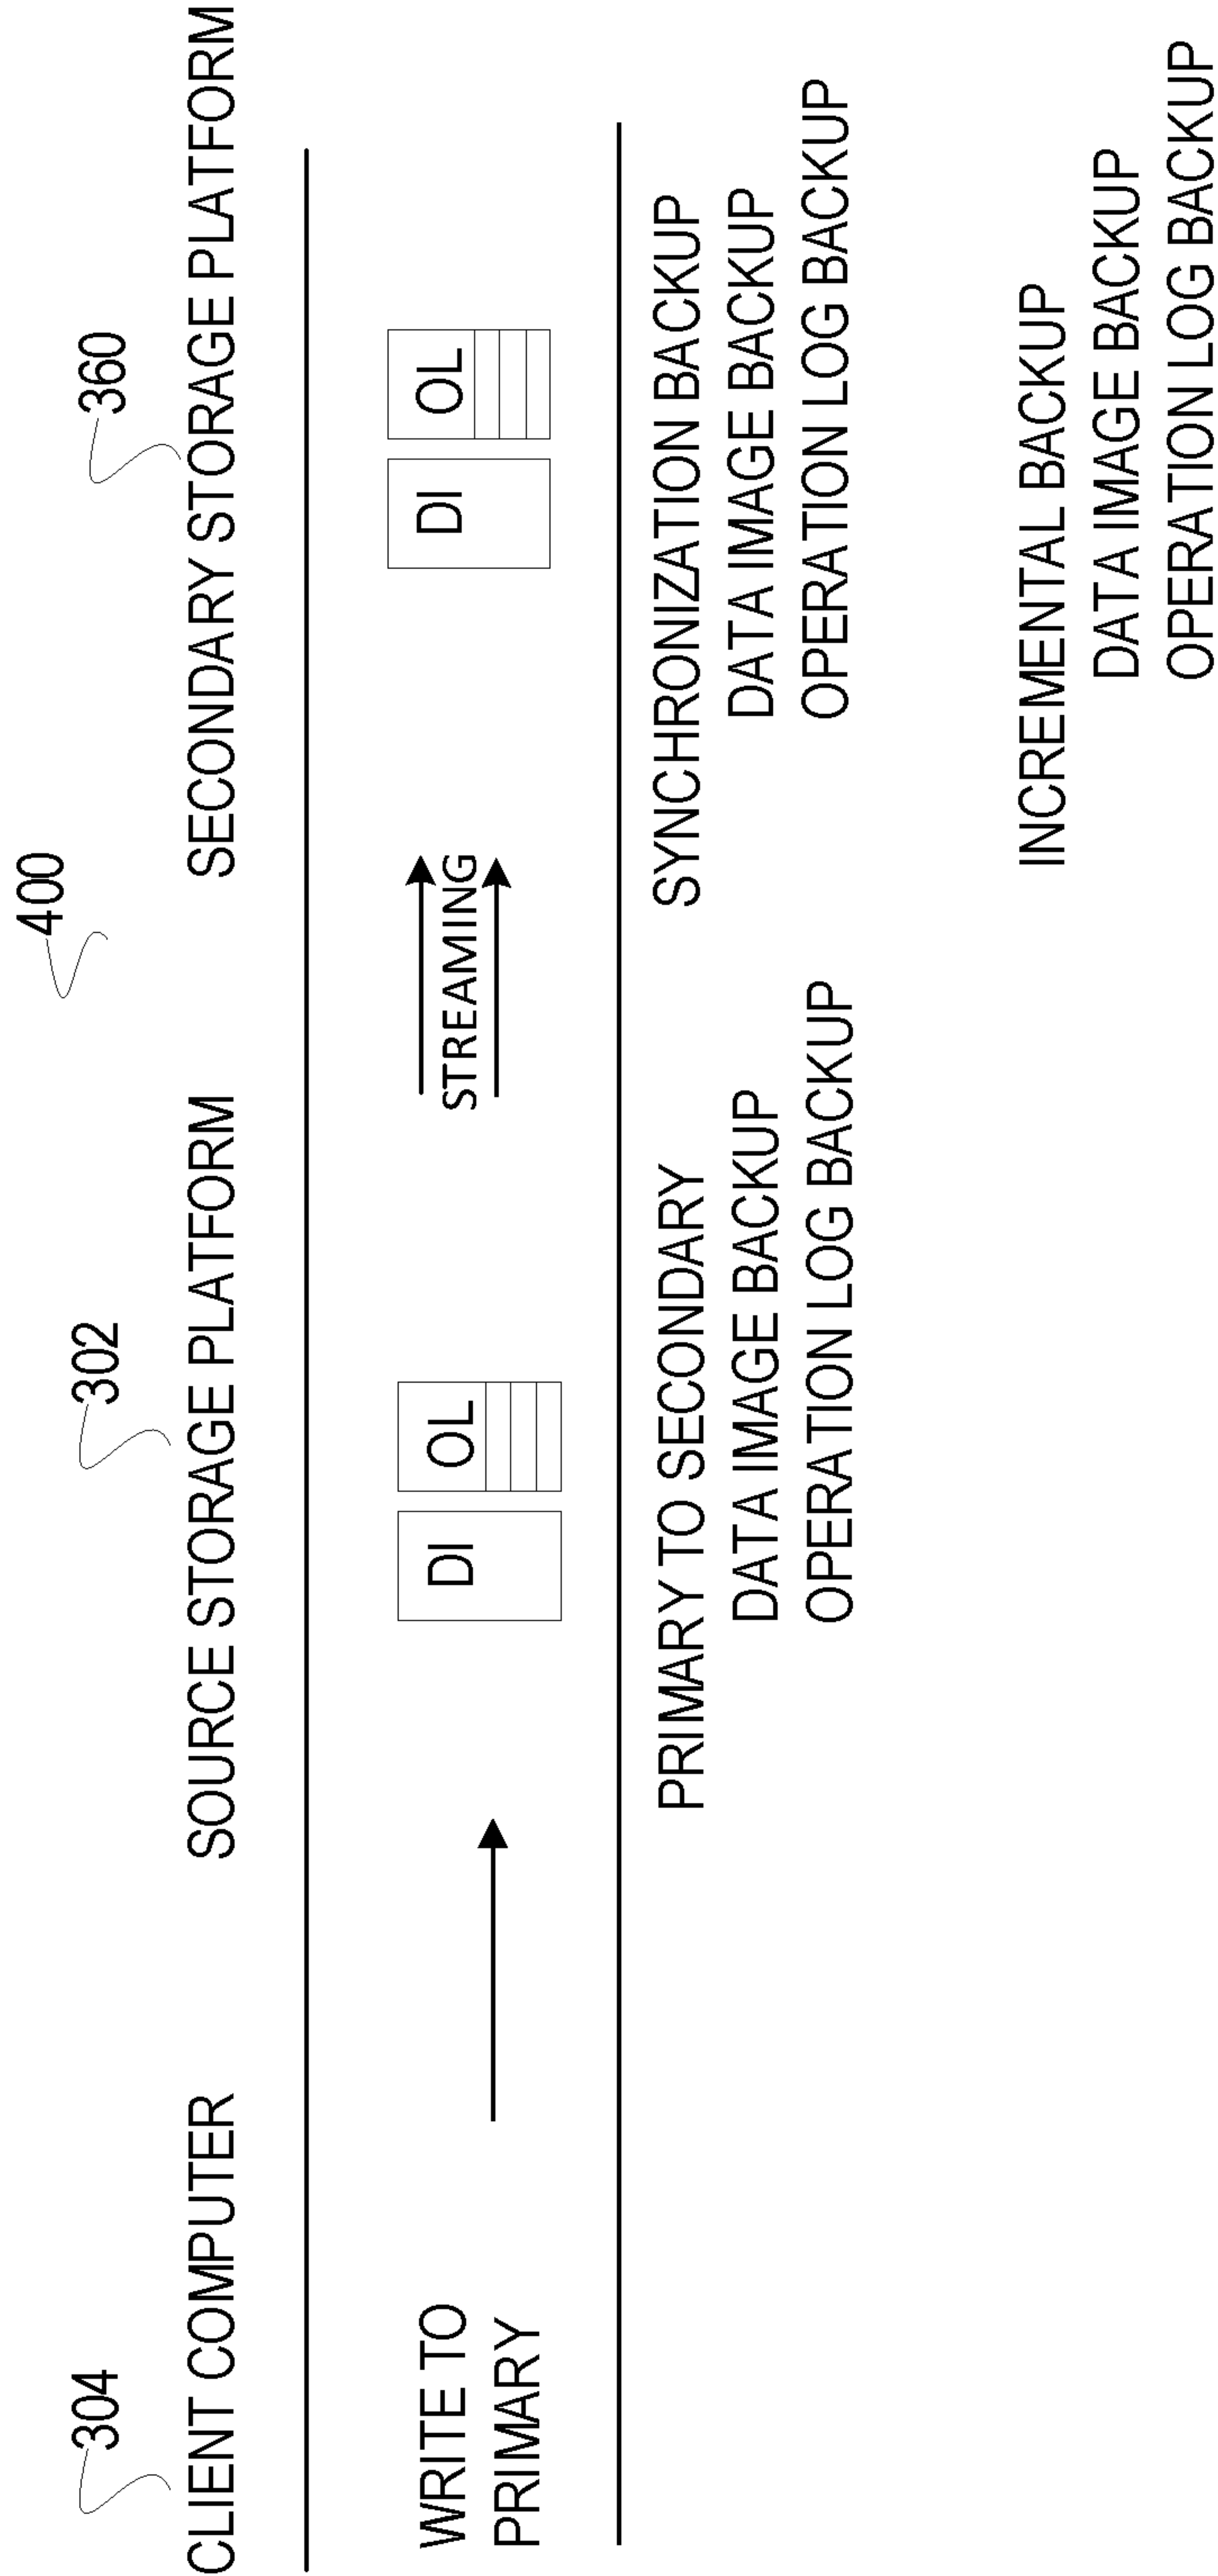 400
304
302
360
CLIENT COMPUTER
SOURCE STORAGE PLATFORM
SECONDARY STORAGE PLATFORM
WRITE TO
PRIMARY
DI
OL
STREAMING
DI
OL
PRIMARY TO SECONDARY
DATA IMAGE BACKUP
OPERATION LOG BACKUP
SYNCHRONIZATION BACKUP
DATA IMAGE BACKUP
OPERATION LOG BACKUP
INCREMENTAL BACKUP
DATA IMAGE BACKUP
OPERATION LOG BACKUP